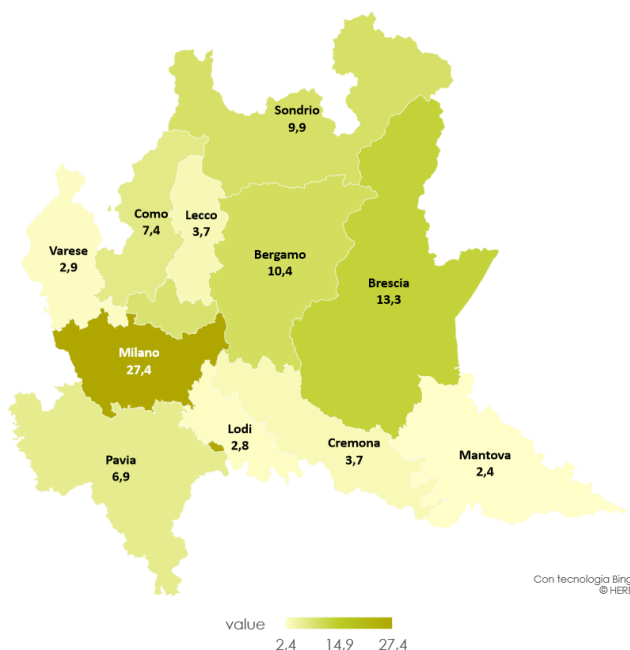 Sondrio
9,9
Como
7,4
Lecco
3,7
Varese
2,9
Bergamo
10,4
Brescia
13,3
Milano
27,4
Lodi
2,8
Cremona
3,7
Mantova
2,4
Pavia
6,9
Con tecnologia Bing
© HERE
value
2,4 14,9 27,4